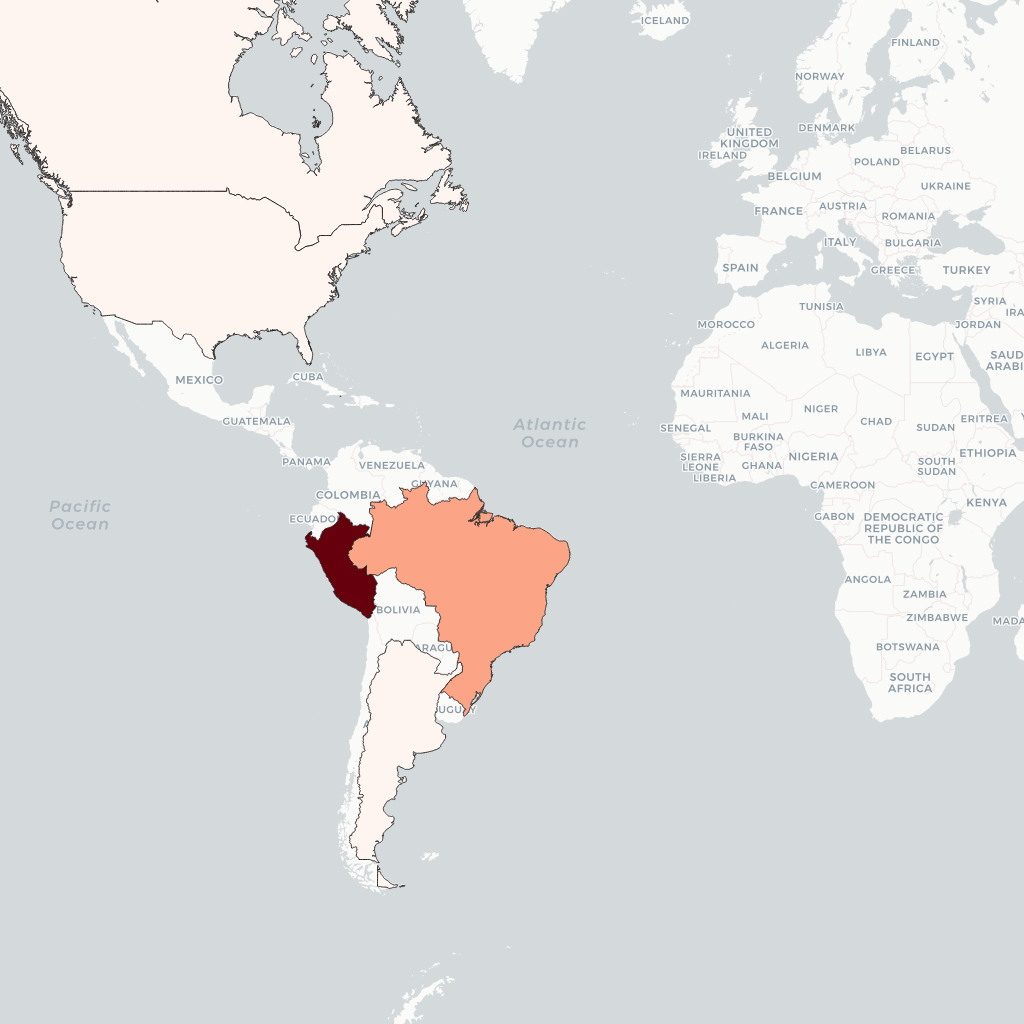 ICELAND
FINLAND
NORWAY
DENMARK
UNITED
KINGDOM
IRELAND
BELARUS
POLAND
BELGIUM
UKRAINE
AUSTRIA
FRANCE
ROMANIA
ITALY
BULGARIA
SPAIN
GREECE
TURKEY
SYRIA
IRA
TUNISIA
MOROCCO
JORDAN
ALGERIA
LIBYA
EGYPT
SAUD
ARABI
MEXICO
CUBA
MAURITANIA
NIGER
MALI
CHAD
ERITREA
Y
GUATEMALA
Atlantic
Ocean
SENEGAL
SUDAN
BURKINA
FASO
SIERRA
LEONE
GHANA
NIGERIA
ETHIOPIA
SOUTH
SUDAN
LIBERIA
PANAMA
VENEZUELA
GUYANA
CAMEROON
COLOMBIA
KENYA
Pacific
Ocean
ECUADO
GABON
DEMOCRATIC
REPUBLIC OF
THE CONGO
ANGOLA
ZAMBIA
BOLIVIA
ZIMBABWE
MADA
ARAGU
BOTSWANA
SOUTH
AFRICA
UGUAY